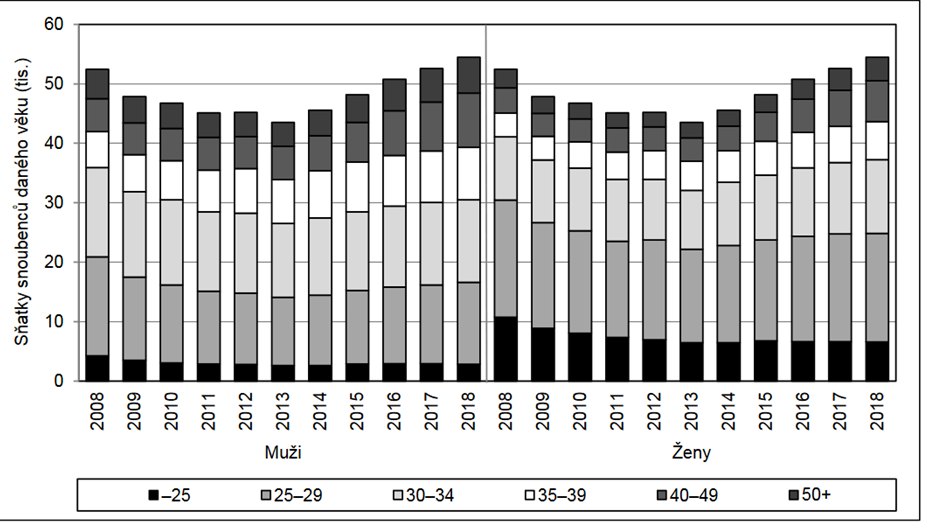 Sňatky snoubenců daného věku (tis.)
60
50
40
30
20
10
0
2008 2009 2010 2011 2012 2013 2014 2015 2016 2017 2018 2008 2009 2010 2011 2012 2013 2014 2015 2016 2017 2018
Muži Ženy
–25 25–29 30–34 35–39 40–49 50+